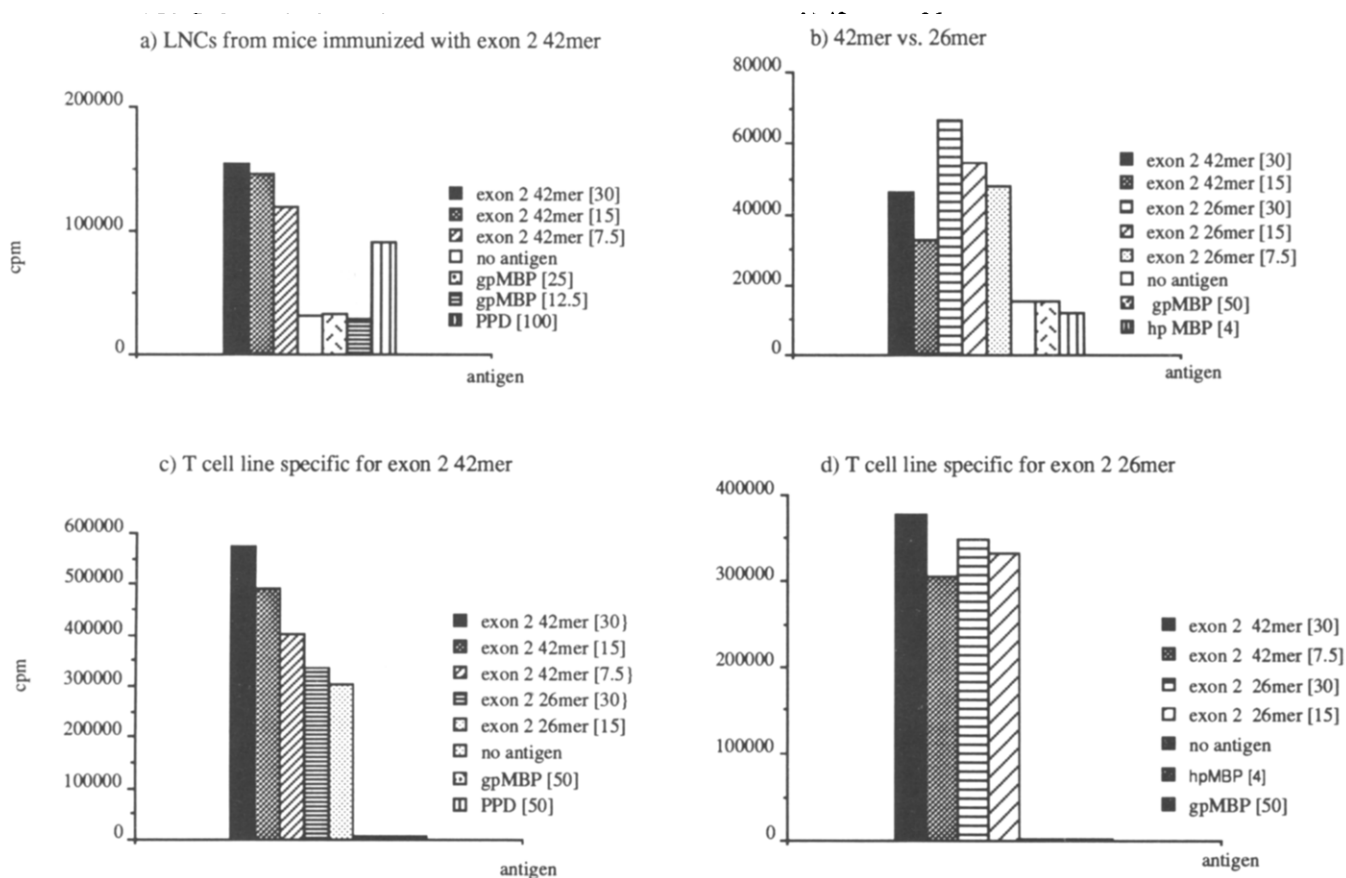 a) LNCs from mice immunized with exon 2 42mer
200000
100000
0
cpm
exon 2 42mer [30]
exon 2 42mer [15]
exon 2 42mer [7.5]
no antigen
gpMBP [25]
gpMBP [12.5]
PPD [100]
antigen
b) 42mer vs. 26mer
80000
60000
40000
20000
0
exon 2 42mer [30]
exon 2 42mer [15]
exon 2 26mer [30]
exon 2 26mer [15]
exon 2 26mer [7.5]
no antigen
gpMBP [50]
hp MBP [4]
antigen
c) T cell line specific for exon 2 42mer
600000
500000
400000
300000
200000
100000
0
cpm
exon 2 42mer [30}
exon 2 42mer [15]
exon 2 42mer [7.5}
exon 2 26mer [30}
exon 2 26mer [15]
no antigen
gpMBP [50]
PPD [50]
antigen
d) T cell line specific for exon 2 26mer
400000
300000
200000
100000
0
exon 2 42mer [30]
exon 2 42mer [7.5]
exon 2 26mer [30]
exon 2 26mer [15]
no antigen
hpMBP [4]
gpMBP [50]
antigen